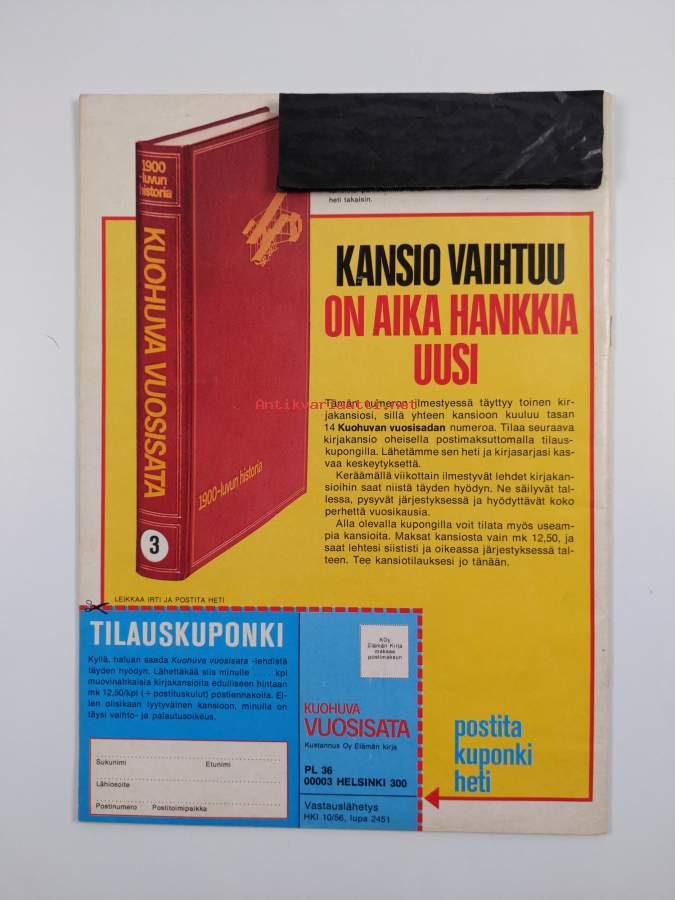 heti takaisin.
1900
-luvun
historia
KUOHUVA VUOSISATA
3
1900-luvun historia
KANSIO VAIHTUU
ON AIKA HANKKIA
UUSI
Antikvariaatti.net
Tämän numeron ilmestyessä täyttyy toinen kir-
jakansiosi, sillä yhteen kansioon kuuluu tasan
14 Kuohuvan vuosisadan numeroa. Tilaa seuraava
kirjakansio oheisella postimaksuttomalla tilaus-
kupongilla. Lähetämme sen heti ja kirjasarjasi kas-
vaa keskeytyksettä.
Keräämällä viikottain ilmestyvät lehdet kirjakan-
sioihin saat niistä täyden hyödyn. Ne säilyvät tal-
lessa, pysyvät järjestyksessä ja hyödyttävät koko
perhettä vuosikausia.
Alla olevalla kupongilla voit tilata myös useam-
pia kansioita. Maksat kansiosta vain mk 12,50, ja
saat lehtesi siististi ja oikeassa järjestyksessä tal-
teen. Tee kansiotilauksesi jo tänään.
LEIKKAA IRTI JA POSTITA HETI
TILAUSKUPONKI
Kyllä, haluan saada Kuohuva vuosisata -lehdistä
täyden hyödyn. Lähettäkää siis minulle ..... kpl
muovinahkaisia kirjakansioita edulliseen hintaan
mk 12,50/kpl (+ postituskulut) postiennakolla. El-
len olisikaan tyytyväinen kansioon, minulla on
täysi vaihto- ja palautusoikeus.
Sukunimi Etunimi
Lähiosoite
Postinumero Postitoimipaikka
KOy
Elämän Kirja
maksaa
postimaksun
KUOHUVA
VUOSISATA
Kustannus Oy Elämän kirja
PL 36
00003 HELSINKI 300
Vastauslähetys
HKI 10/56, lupa 2451
postita
kuponki
heti